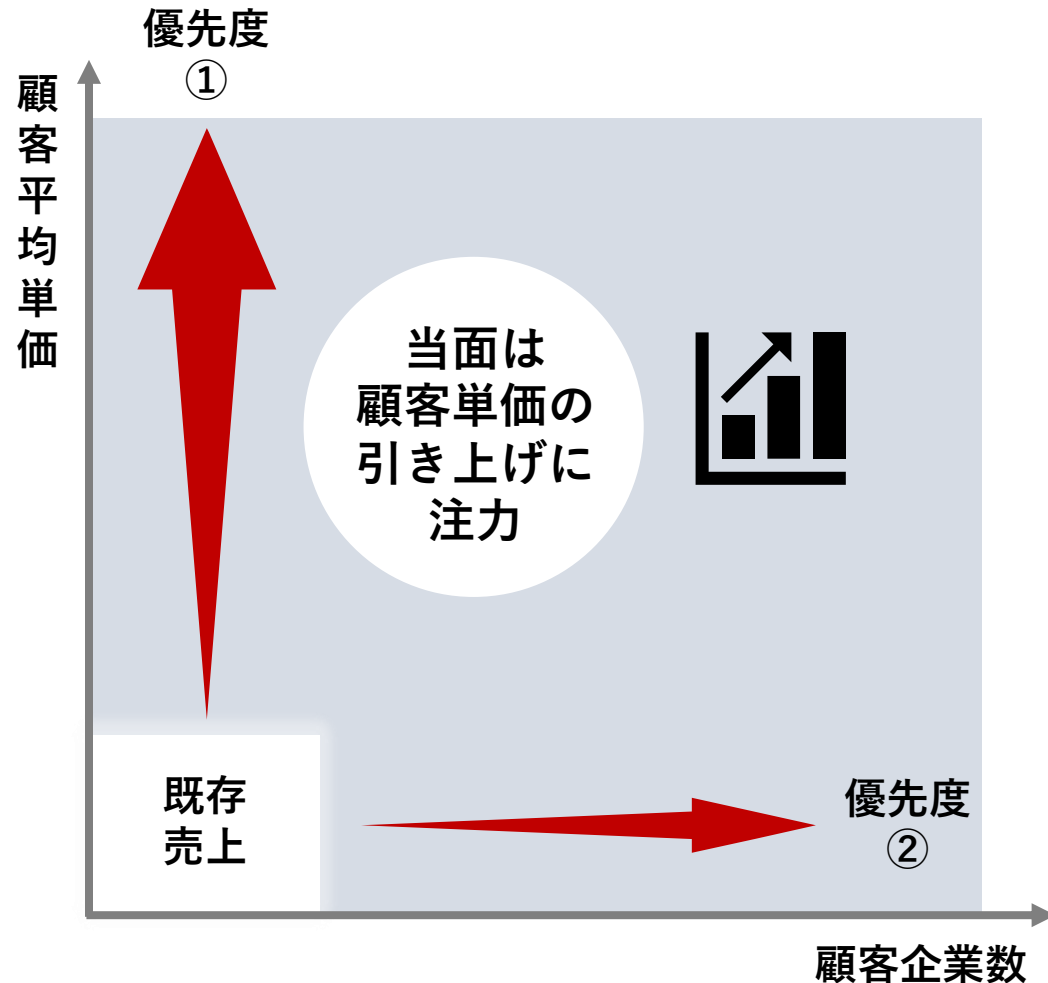 優先度
①
顧客平均単価
当面は
顧客単価の
引き上げに
注力
既存
売上
優先度
②
顧客企業数